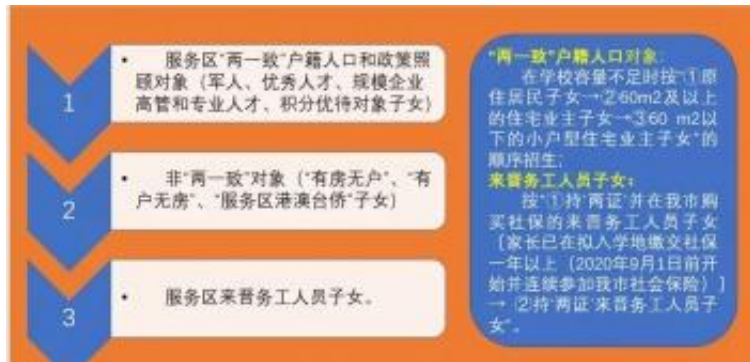 1
• 服务区“两一致”户籍人口和政策照
顾对象（军人、优秀人才、规模企业
高管和专业人才、积分优待对象子女）
2
• 非“两一致”对象（“有房无户”、“有
户无房”、“服务区港澳台侨”子女）
3
• 服务区来晋务工人员子女。
“两一致”户籍人口对象:
在学校容量不足时按“①原
住居民子女→②60m2及以上
的住宅业主子女→③60 m2以
下的小户型住宅业主子女”的
顺序招生;
来晋务工人员子女:
按“①持‘两证’并在我市购
买社保的来晋务工人员子女
[家长已在拟入学地缴交社保
一年以上（2020年9月1日前开
始并连续参加我市社会保险）]
→ ②持‘两证’来晋务工人员子
女”。